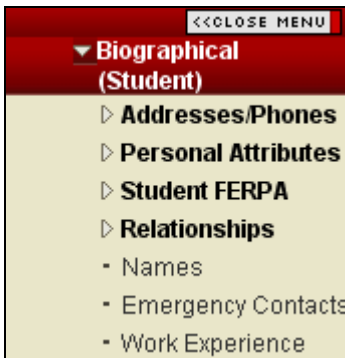 <<CLOSE MENU
Biographical
(Student)
Addresses/Phones
Personal Attributes
Student FERPA
Relationships
Names
Emergency Contacts
Work Experience